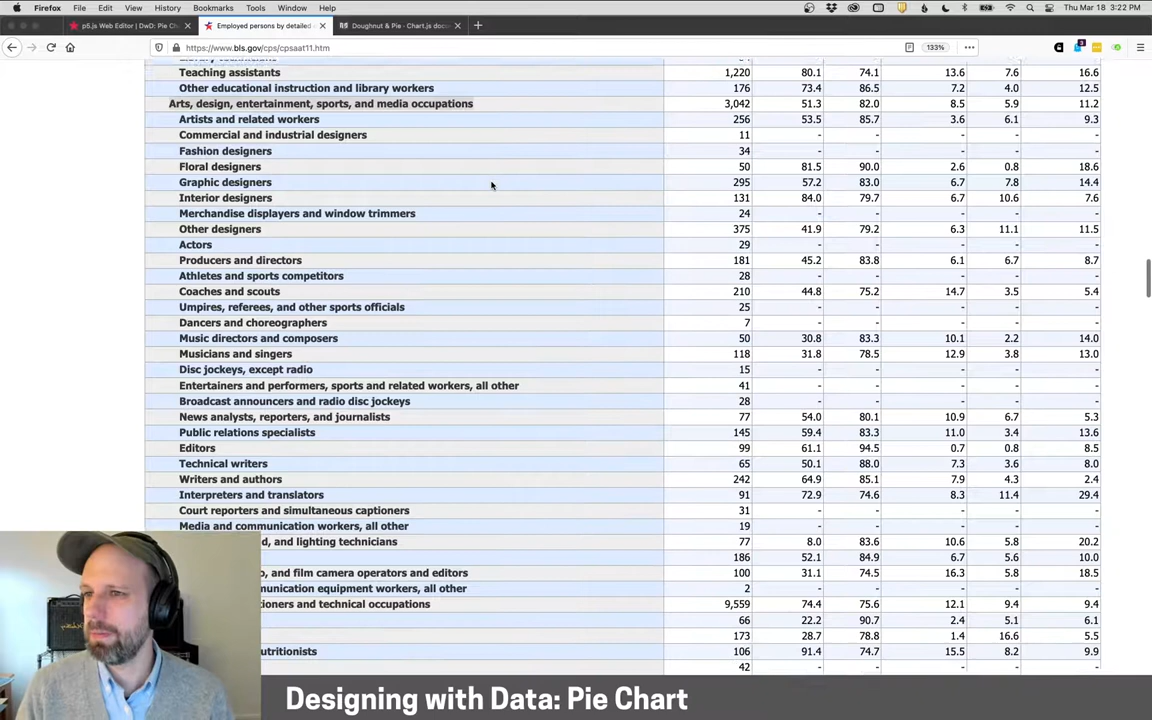 Firefox File Edit View History Bookmarks Tools Window Help Thu Mar 18 3:22 PM
p5.js Web Editor | DwD: Pie Ch × Employed persons by detailed × Doughnut & Pie · Chart.js docu × +
https://www.bls.gov/cps/cpsaat11.htm 133%
Teaching assistants 1,220 80.1 74.1 13.6 7.6 16.6
Other educational instruction and library workers 176 73.4 86.5 7.2 4.0 12.5
Arts, design, entertainment, sports, and media occupations 3,042 51.3 82.0 8.5 5.9 11.2
Artists and related workers 256 53.5 85.7 3.6 6.1 9.3
Commercial and industrial designers 11 - - - - -
Fashion designers 34 - - - - -
Floral designers 50 81.5 90.0 2.6 0.8 18.6
Graphic designers 295 57.2 83.0 6.7 7.8 14.4
Interior designers 131 84.0 79.7 6.7 10.6 7.6
Merchandise displayers and window trimmers 24 - - - - -
Other designers 375 41.9 79.2 6.3 11.1 11.5
Actors 29 - - - - -
Producers and directors 181 45.2 83.8 6.1 6.7 8.7
Athletes and sports competitors 28 - - - - -
Coaches and scouts 210 44.8 75.2 14.7 3.5 5.4
Umpires, referees, and other sports officials 25 - - - - -
Dancers and choreographers 7 - - - - -
Music directors and composers 50 30.8 83.3 10.1 2.2 14.0
Musicians and singers 118 31.8 78.5 12.9 3.8 13.0
Disc jockeys, except radio 15 - - - - -
Entertainers and performers, sports and related workers, all other 41 - - - - -
Broadcast announcers and radio disc jockeys 28 - - - - -
News analysts, reporters, and journalists 77 54.0 80.1 10.9 6.7 5.3
Public relations specialists 145 59.4 83.3 11.0 3.4 13.6
Editors 99 61.1 94.5 0.7 0.8 8.5
Technical writers 65 50.1 88.0 7.3 3.6 8.0
Writers and authors 242 64.9 85.1 7.9 4.3 2.4
Interpreters and translators 91 72.9 74.6 8.3 11.4 29.4
Court reporters and simultaneous captioners 31 - - - - -
Media and communication workers, all other 19 - - - - -
d, and lighting technicians 77 8.0 83.6 10.6 5.8 20.2
186 52.1 84.9 6.7 5.6 10.0
o, and film camera operators and editors 100 31.1 74.5 16.3 5.8 18.5
munication equipment workers, all other 2 - - - - -
tioners and technical occupations 9,559 74.4 75.6 12.1 9.4 9.4
66 22.2 90.7 2.4 5.1 6.1
173 28.7 78.8 1.4 16.6 5.5
utritionists 106 91.4 74.7 15.5 8.2 9.9
42 - - - - -
Designing with Data: Pie Chart